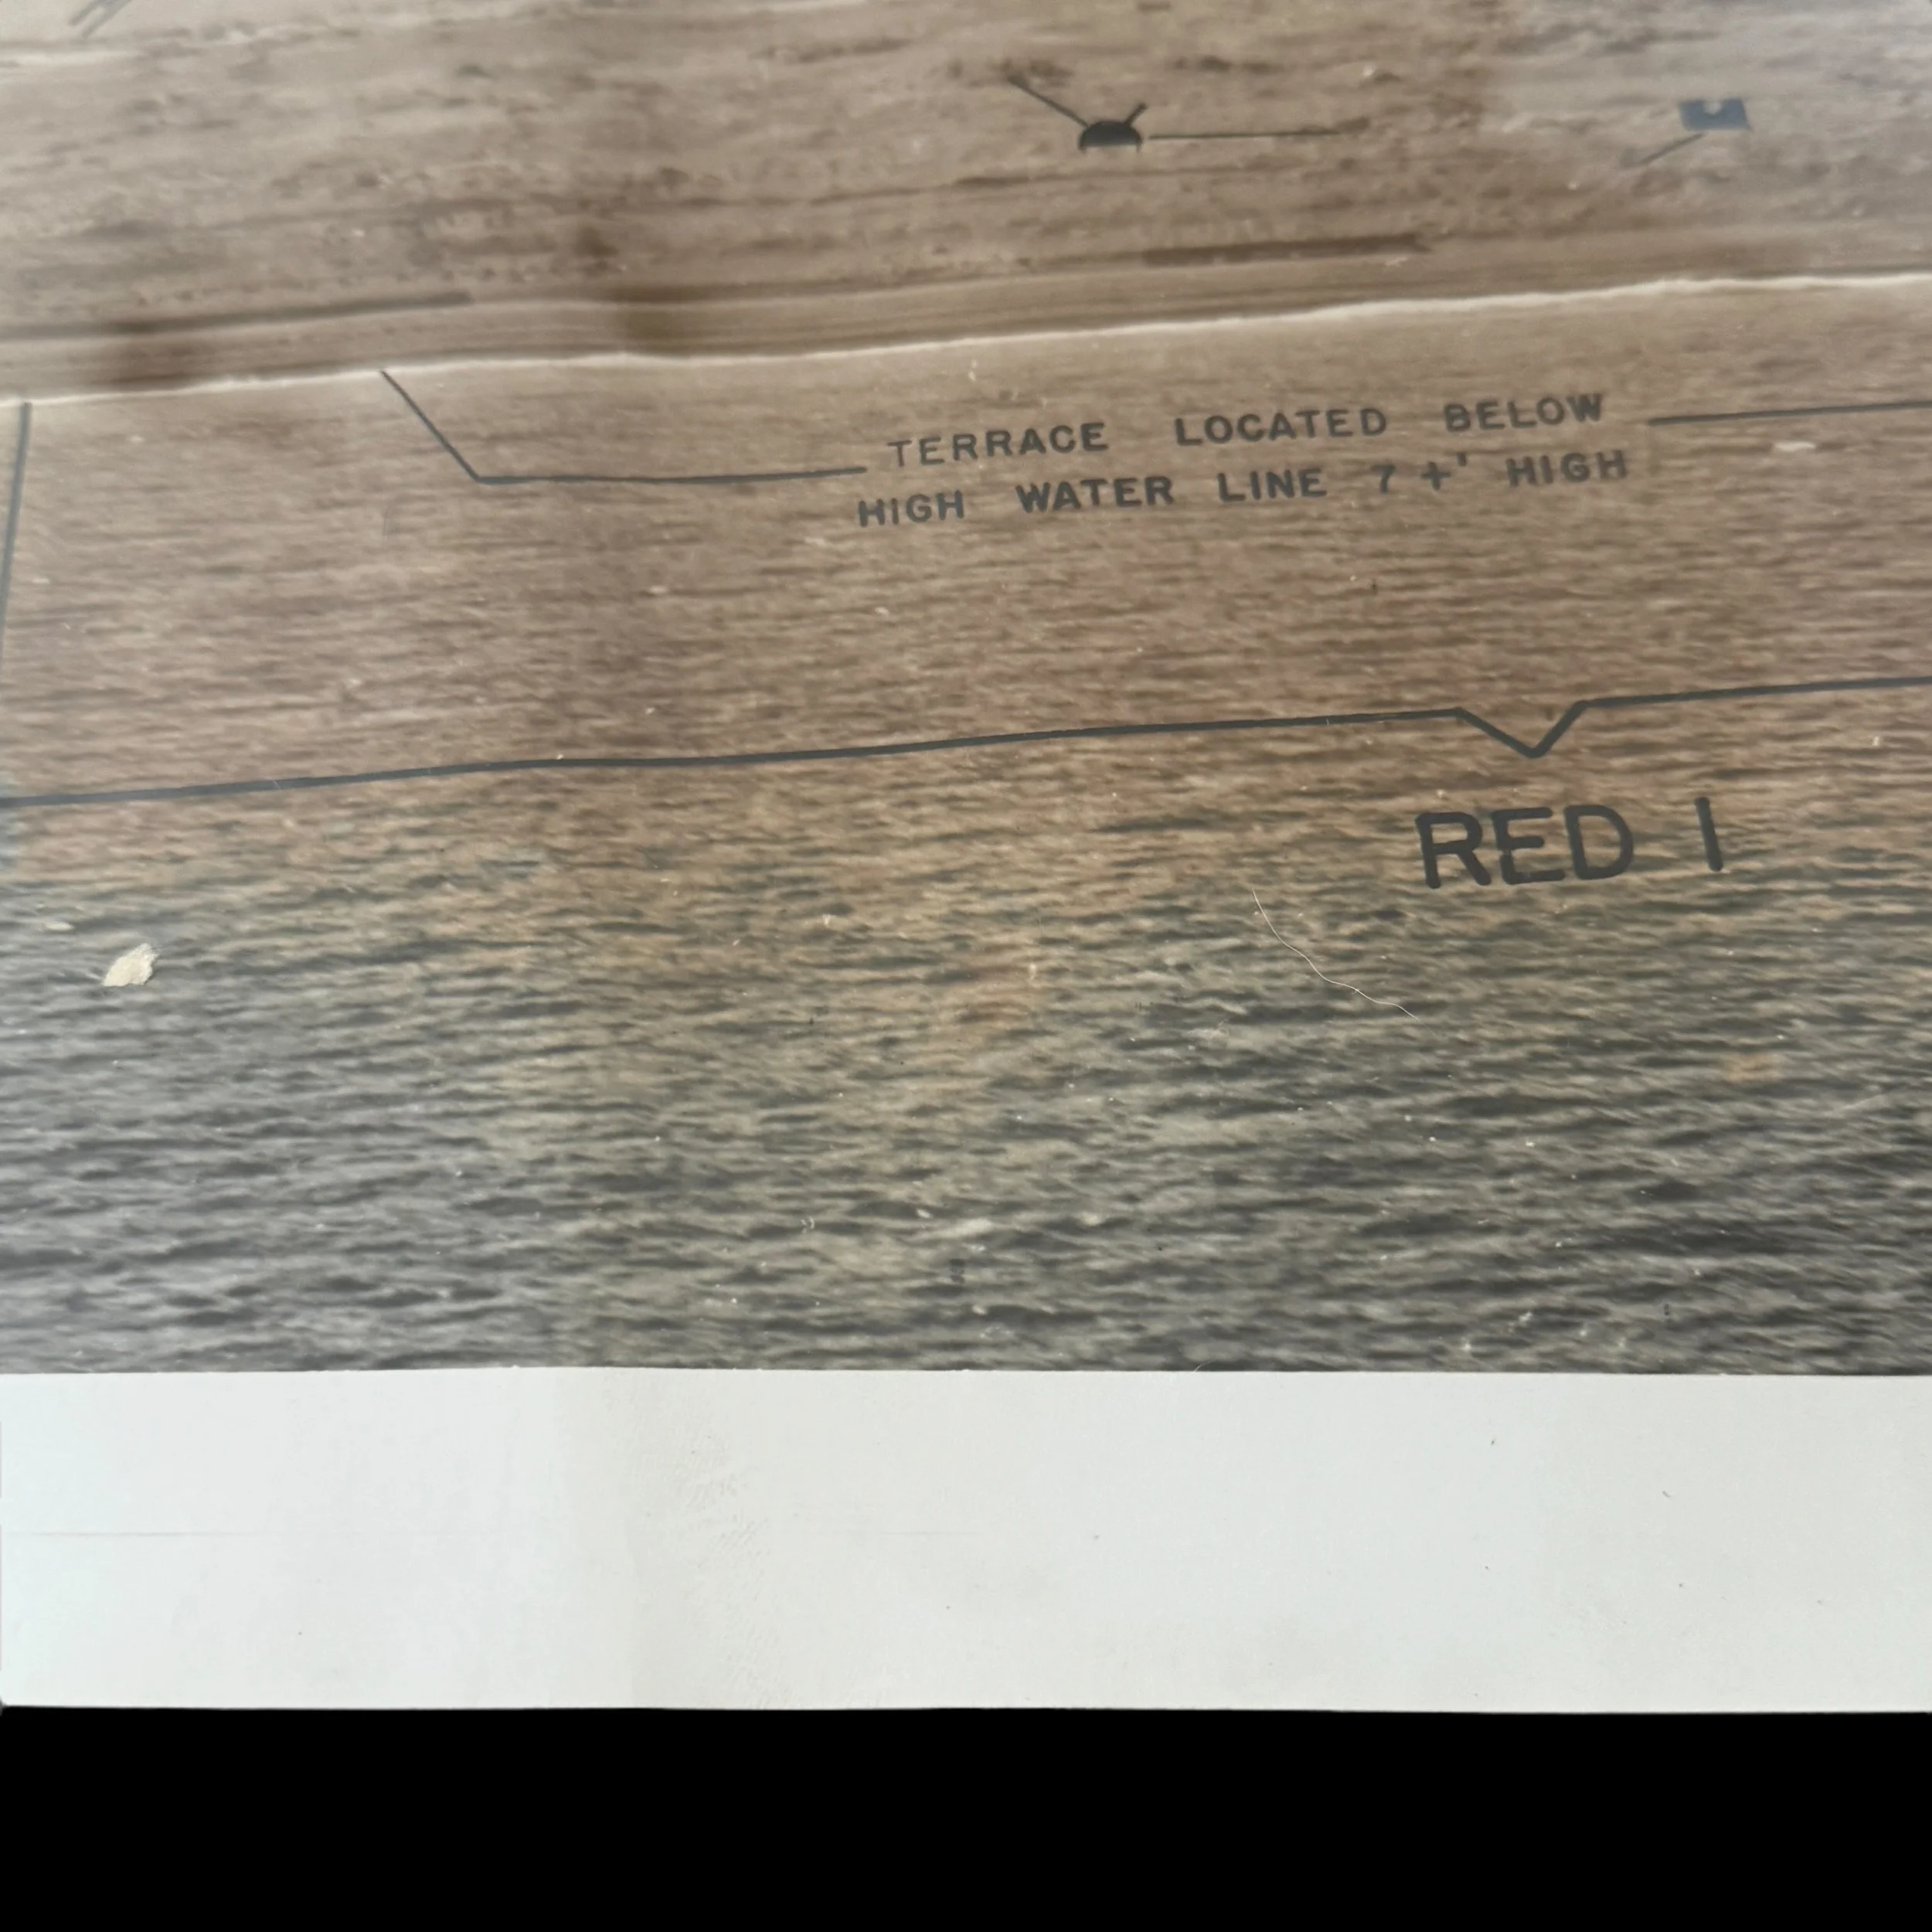 TERRACE LOCATED BELOW
HIGH WATER LINE 7 +' HIGH
RED 1